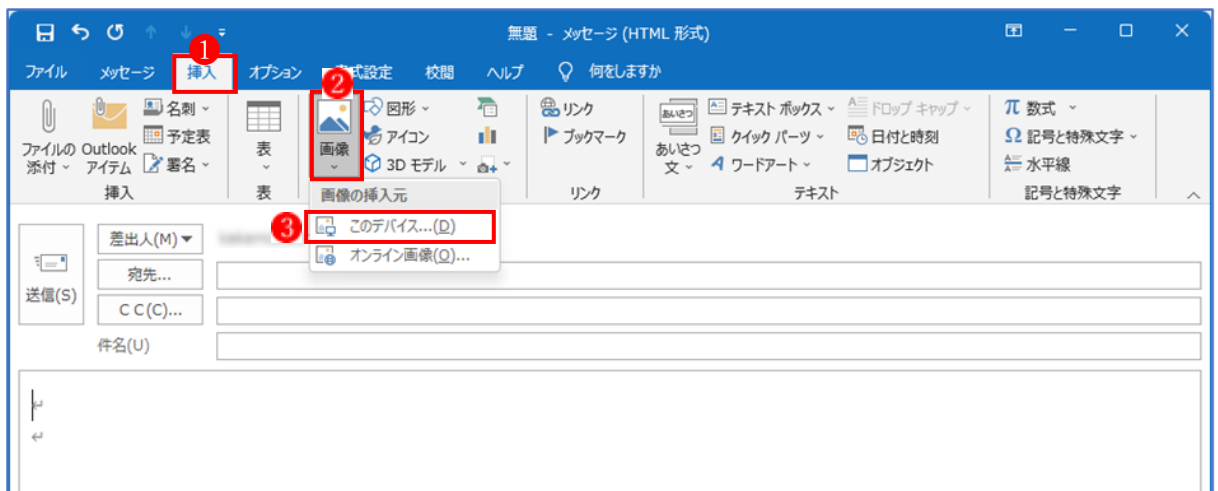 無題 - メッセージ (HTML 形式)
1
ファイル メッセージ 挿入 オプション 書式設定 校閲 ヘルプ 何をしますか
2
ファイルの添付
Outlook アイテム
名刺
予定表
署名
挿入
表
表
画像
図形
アイコン
3D モデル
リンク
ブックマーク
リンク
あいさつ
あいさつ文
テキスト ボックス
クイック パーツ
ワードアート
ドロップ キャップ
日付と時刻
オブジェクト
テキスト
π 数式
Ω 記号と特殊文字
水平線
記号と特殊文字
画像の挿入元
3
このデバイス...(D)
オンライン画像(O)...
送信(S)
差出人(M)
宛先...
C C(C)...
件名(U)